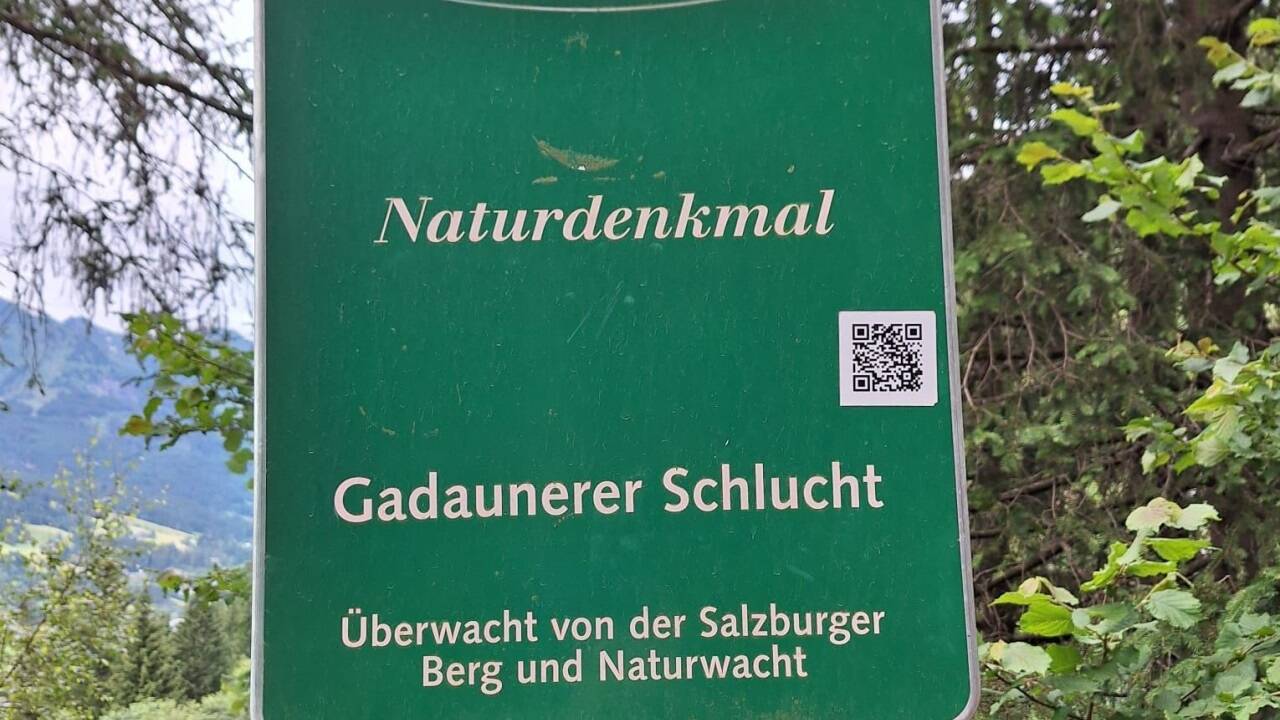 Naturdenkmal
Gadaunerer Schlucht
Überwacht von der Salzburger
Berg und Naturwacht